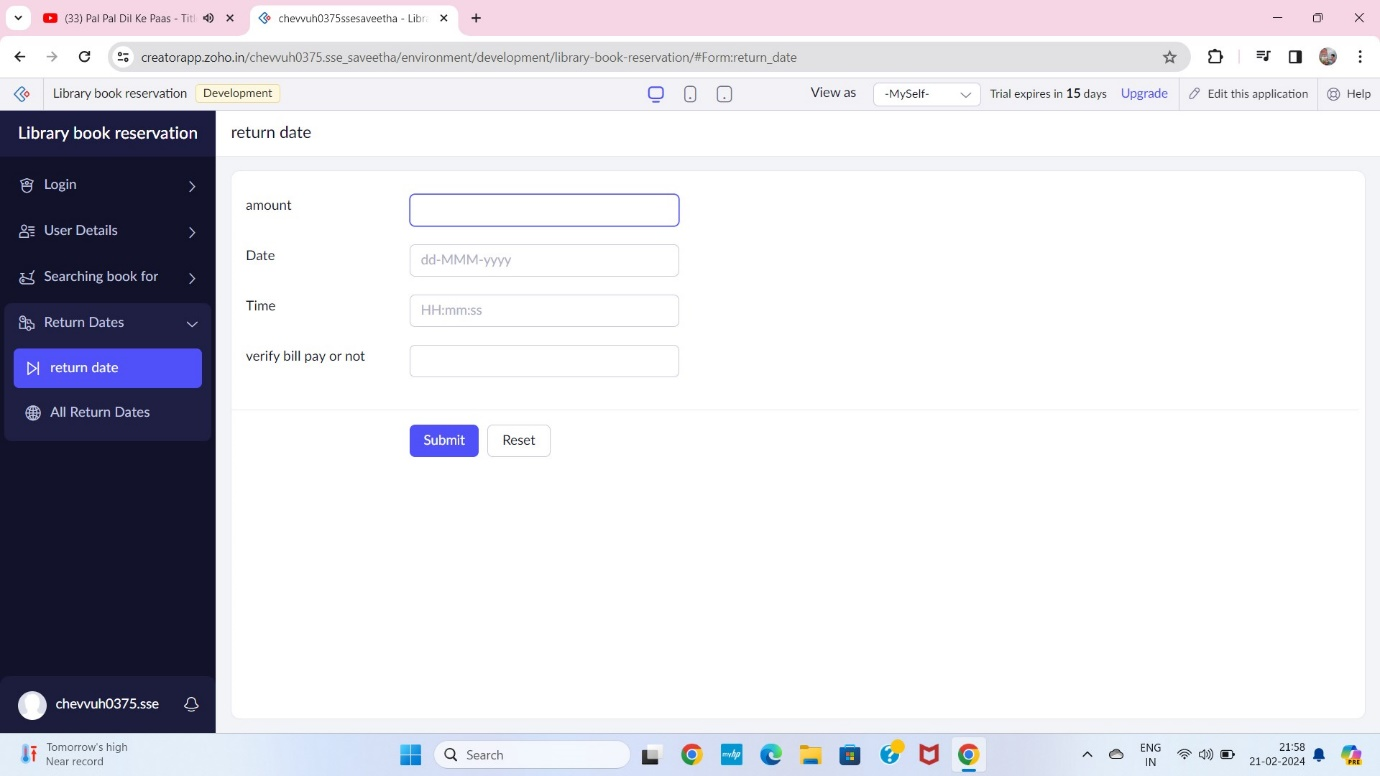 (33) Pal Pal Dil Ke Paas - Titl
chevvuh0375ssesaveetha - Libra
creatorapp.zoho.in/chevvuh0375.sse_saveetha/environment/development/library-book-reservation/#Form:return_date
Library book reservation Development View as -MySelf- Trial expires in 15 days Upgrade Edit this application Help
Library book reservation
return date
Login
User Details
Searching book for
Return Dates
return date
All Return Dates
amount
Date dd-MMM-yyyy
Time HH:mm:ss
verify bill pay or not
Submit Reset
chevvuh0375.sse
Tomorrow's high
Near record
Search
myhp
ENG
IN
21:58
21-02-2024
PRE